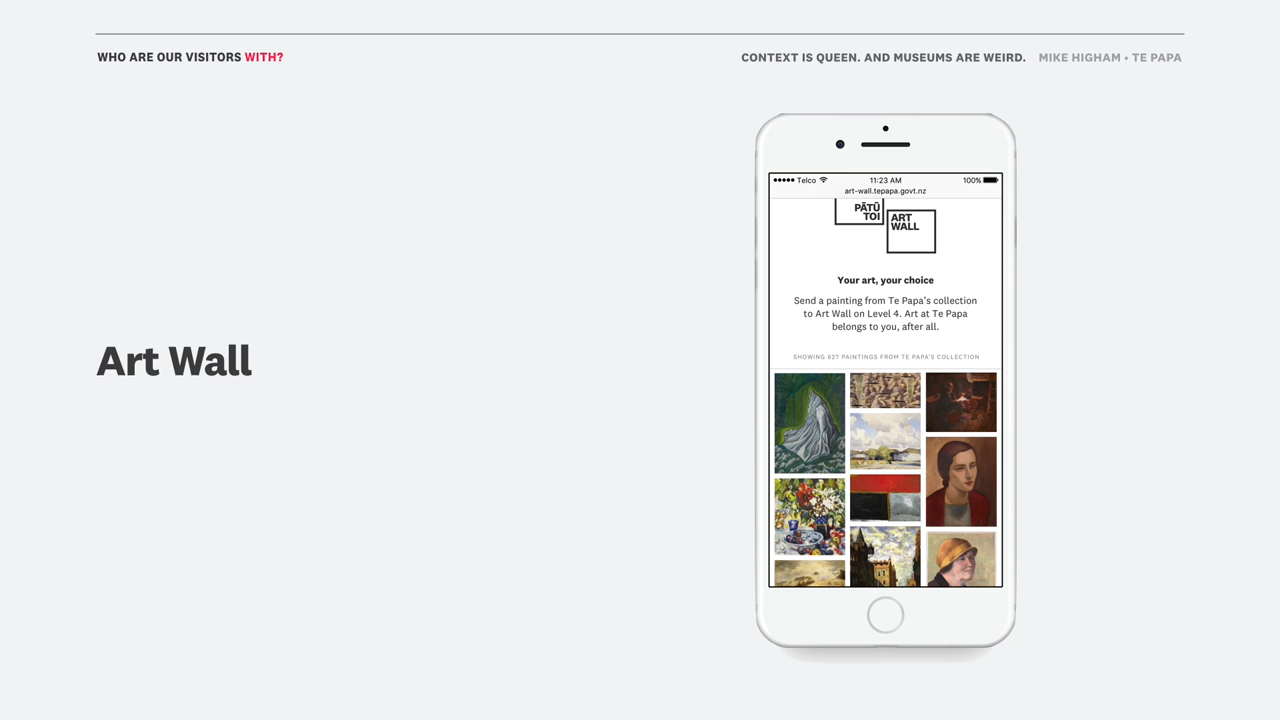 WHO ARE OUR VISITORS WITH?
CONTEXT IS QUEEN. AND MUSEUMS ARE WEIRD. MIKE HIGHAM • TE PAPA
Art Wall
Telco 11:23 AM 100%
art-wall.tepapa.govt.nz
PĀTŪ
TOI
ART
WALL
Your art, your choice
Send a painting from Te Papa's collection
to Art Wall on Level 4. Art at Te Papa
belongs to you, after all.
SHOWING 627 PAINTINGS FROM TE PAPA'S COLLECTION